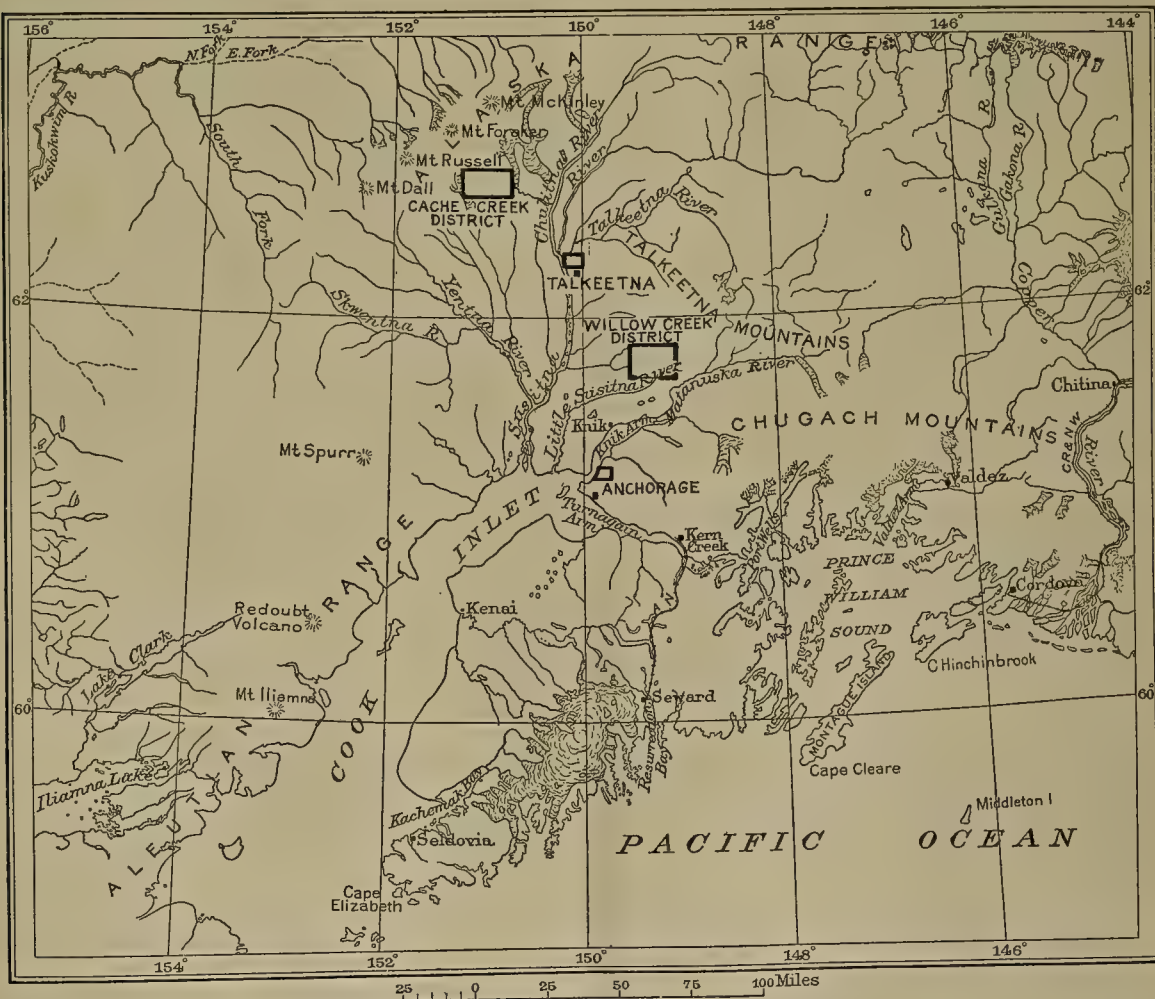 156° 154° 152° 150° 148° 146° 144°
N. Fork E. Fork
ALASKA RANGE
Kuskokwim R
South Fork
Mt McKinley
Mt Foraker
Mt Russell
Mt Dall
CACHE CREEK
DISTRICT
Chulitna River
River
Talkeetna River
TALKEETNA
TALKEETNA MOUNTAINS
Gulkana R
Gakona R
Copper
River
62° 62°
Skwentna R.
Yentna River
Susitna
WILLOW CREEK
DISTRICT
Little Susitna River
Matanuska River
Knik
Knik Arm
CHUGACH MOUNTAINS
Chitina
CR&NW
Mt Spurr
ANCHORAGE
Turnagain
Arm
Kern
Creek
Port Wells
Valdez A.
Valdez
PRINCE
WILLIAM
SOUND
Cordova
C Hinchinbrook
COOK INLET
Kenai
Redoubt
Volcano
Lake Clark
Mt Iliamna
ALEUTIAN RANGE
60° 60°
Seward
Resurrection
Bay
MONTAGUE ISLAND
Cape Cleare
Iliamna Lake
Kachemak Bay
Seldovia
Middleton I
PACIFIC OCEAN
Cape
Elizabeth
154° 152° 150° 148° 146°
25 0 25 50 75 100 Miles